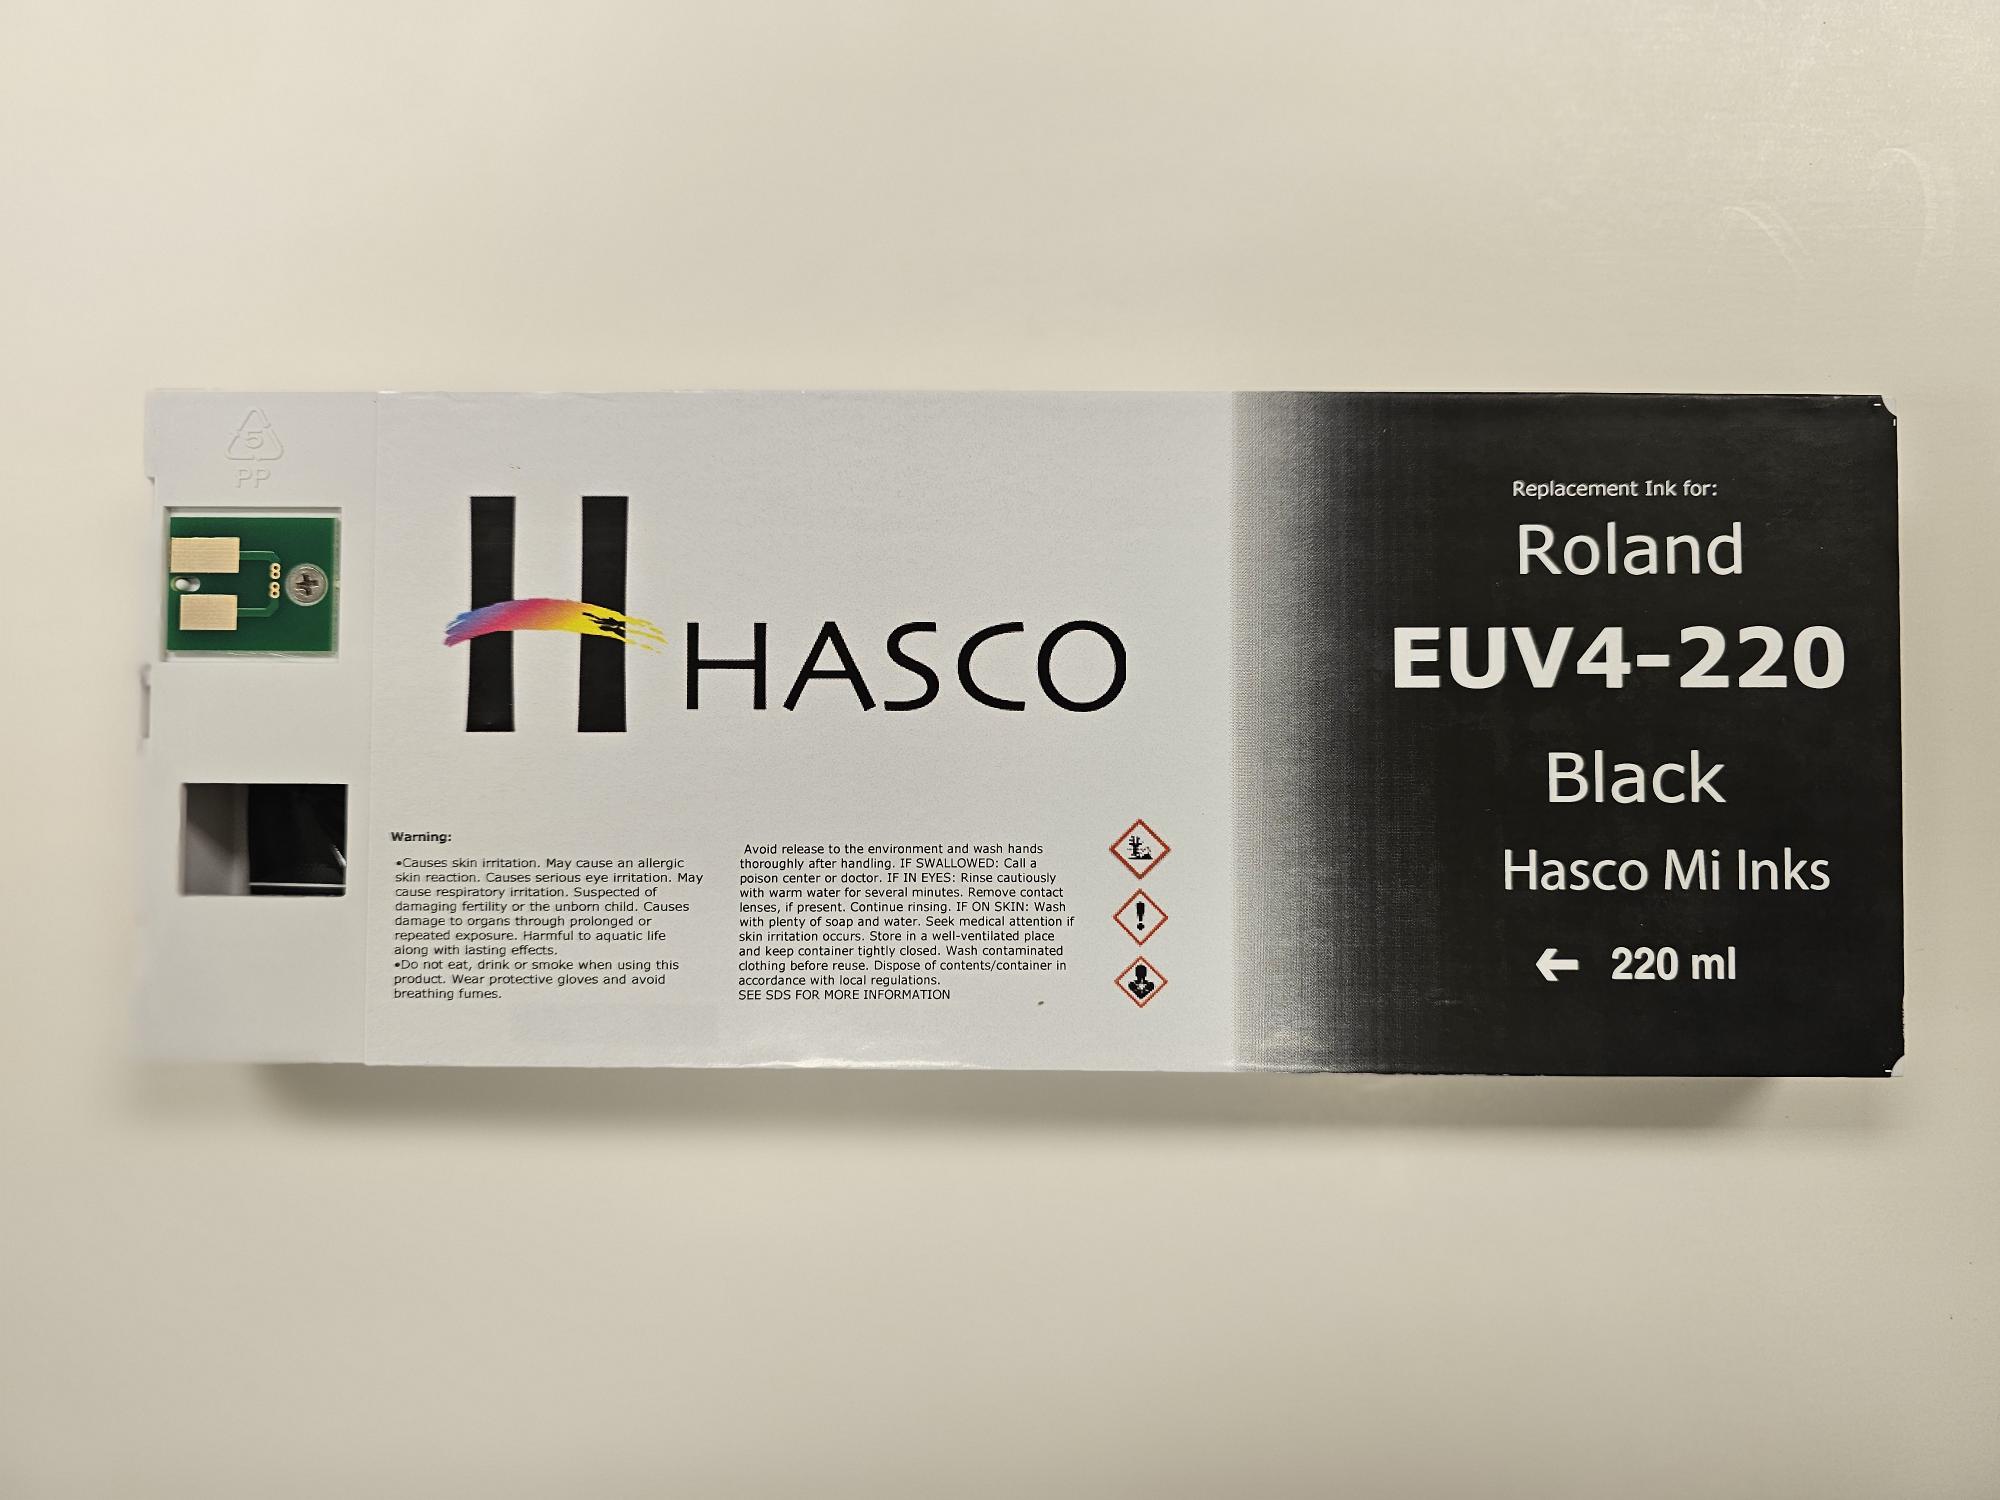 5
PP
HASCO
Warning:
•Causes skin irritation. May cause an allergic
skin reaction. Causes serious eye irritation. May
cause respiratory irritation. Suspected of
damaging fertility or the unborn child. Causes
damage to organs through prolonged or
repeated exposure. Harmful to aquatic life
along with lasting effects.
•Do not eat, drink or smoke when using this
product. Wear protective gloves and avoid
breathing fumes.
Avoid release to the environment and wash hands
thoroughly after handling. IF SWALLOWED: Call a
poison center or doctor. IF IN EYES: Rinse cautiously
with warm water for several minutes. Remove contact
lenses, if present. Continue rinsing. IF ON SKIN: Wash
with plenty of soap and water. Seek medical attention if
skin irritation occurs. Store in a well-ventilated place
and keep container tightly closed. Wash contaminated
clothing before reuse. Dispose of contents/container in
accordance with local regulations.
SEE SDS FOR MORE INFORMATION
Replacement Ink for:
Roland
EUV4-220
Black
Hasco Mi Inks
← 220 ml